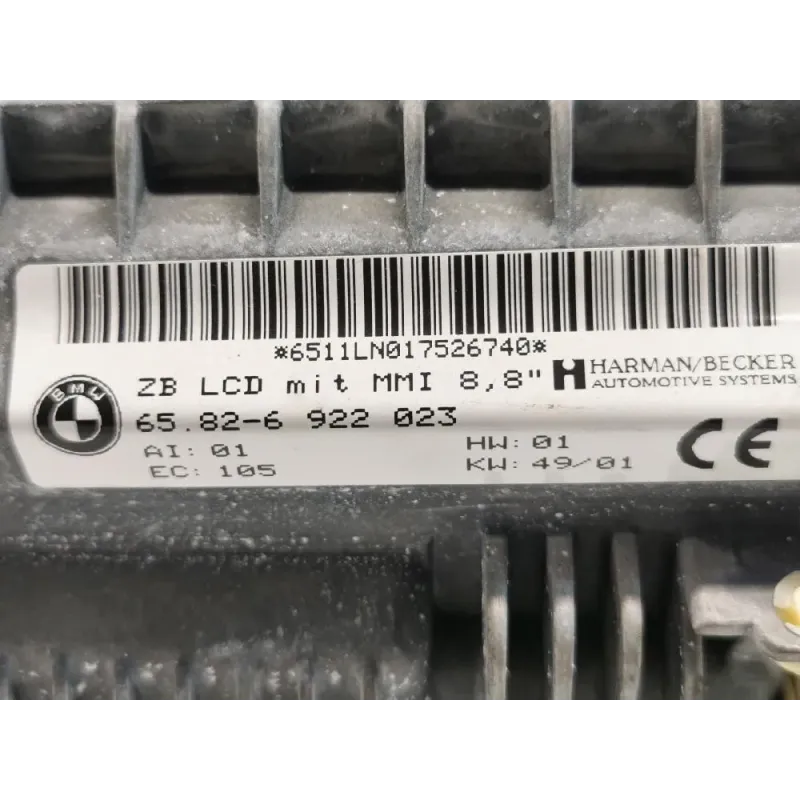 *6511LN017526740*
ZB LCD mit MMI 8,8"
HARMAN/BECKER
AUTOMOTIVE SYSTEMS
BMW
65.82-6 922 023
AI: 01
HW: 01
EC: 105
KW: 49/01
CE